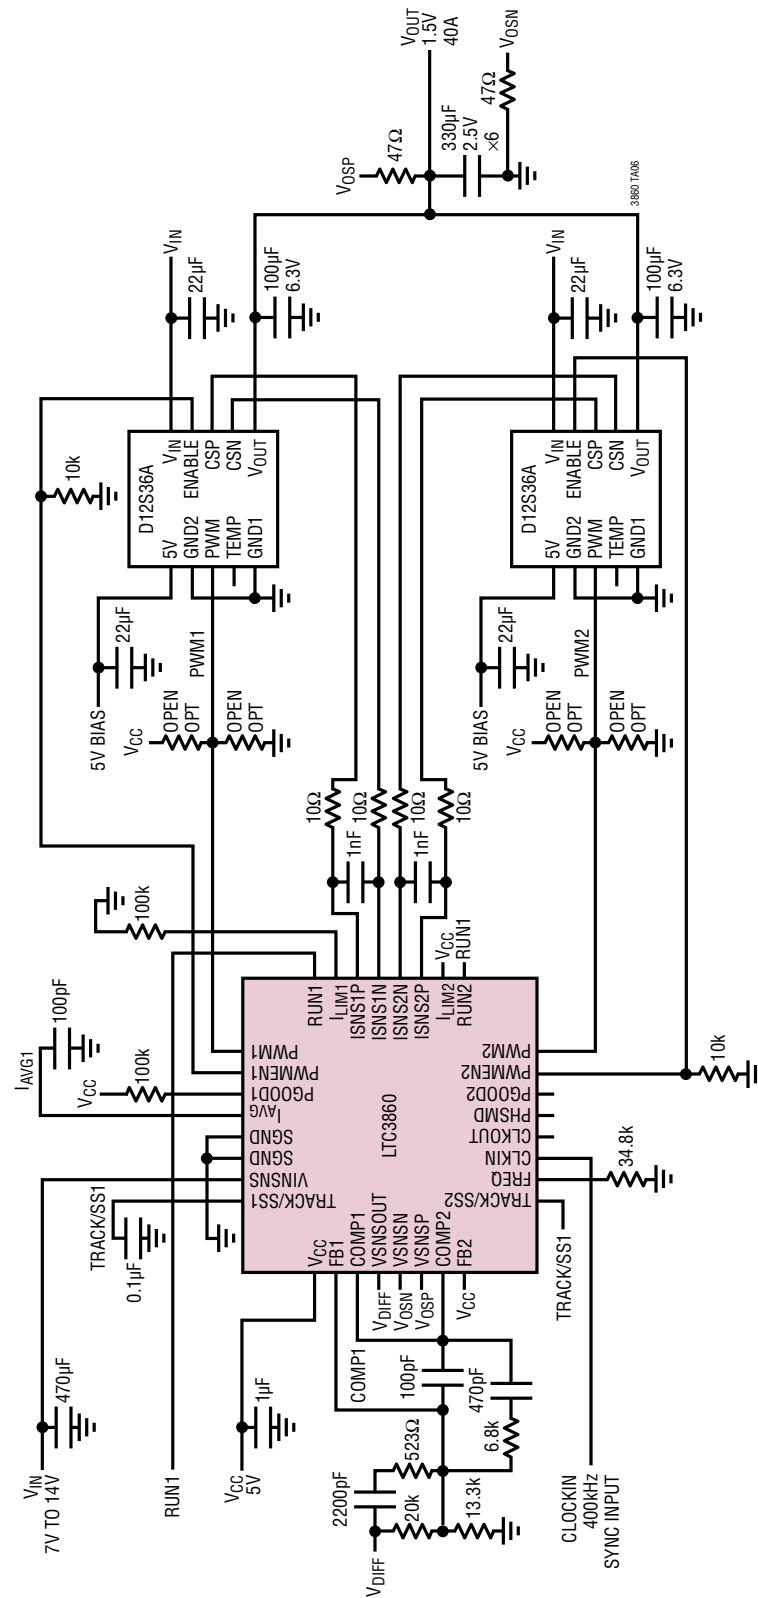 VIN
7V TO 14V
470µF
RUN1
VCC
5V
1µF
VDIFF
2200pF
523Ω
20k
13.3k
6.8k
470pF
100pF
COMP1
CLOCKIN
400kHz
SYNC INPUT
TRACK/SS1
0.1µF
VDIFF
VOSN
VOSP
VCC
TRACK/SS1
34.8k
10k
LTC3860
VCC
FB1
COMP1
VSNSOUT
VSNSN
VSNSP
COMP2
FB2
TRACK/SS1
VINSNS
SGND
SGND
IAVG
PGOOD1
PWMEN1
PWM1
RUN1
ILIM1
ISNS1P
ISNS1N
ISNS2N
ISNS2P
ILIM2
RUN2
TRACK/SS2
FREQ
CLKIN
CLKOUT
PHSMD
PGOOD2
PWMEN2
PWM2
IAVG1
100pF
VCC
100k
100k
VCC
RUN1
1nF
1nF
10Ω
10Ω
10Ω
10Ω
VCC
OPEN
OPT
OPEN
OPT
PWM1
5V BIAS
22µF
10k
D12S36A
5V
GND2
PWM
TEMP
GND1
VIN
ENABLE
CSP
CSN
VOUT
VIN
22µF
100µF
6.3V
VCC
OPEN
OPT
OPEN
OPT
PWM2
5V BIAS
22µF
D12S36A
5V
GND2
PWM
TEMP
GND1
VIN
ENABLE
CSP
CSN
VOUT
VIN
22µF
100µF
6.3V
VOSP
47Ω
VOUT
1.5V
40A
330µF
2.5V
×6
47Ω
VOSN
3860 TA06